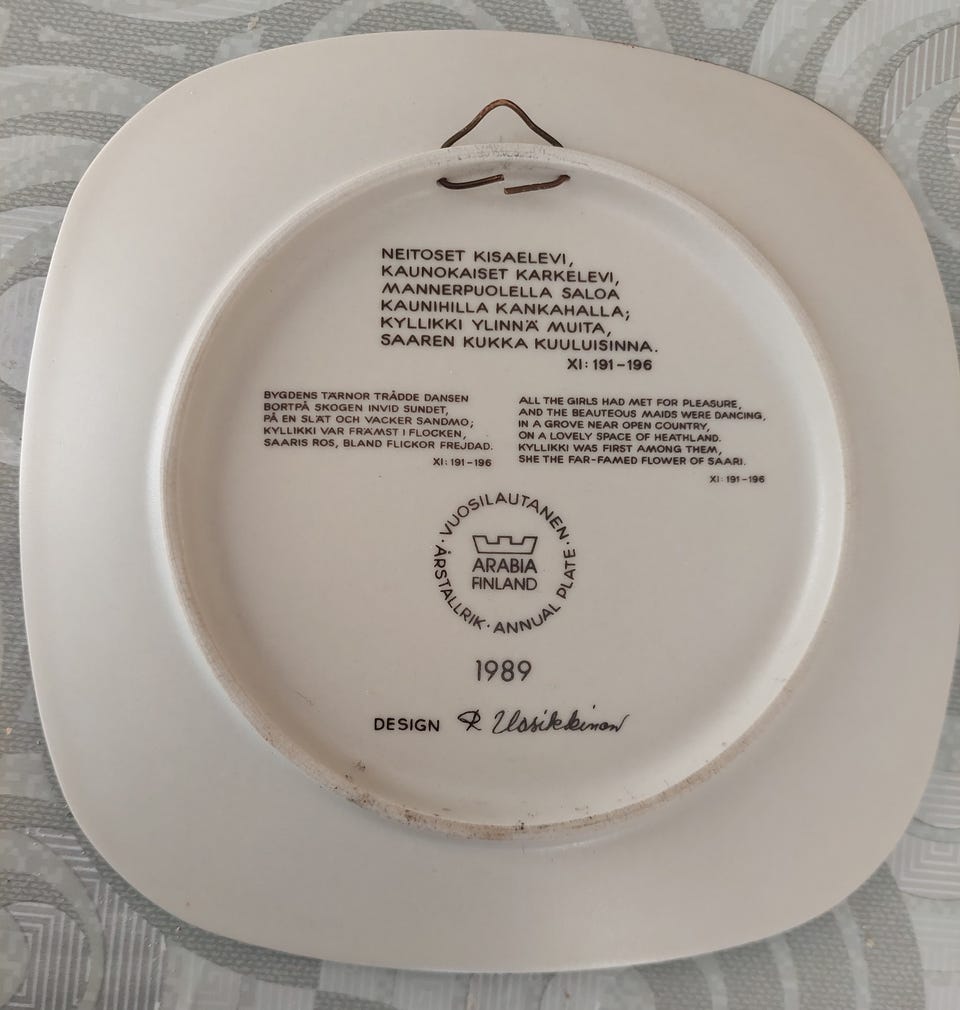 NEITOSET KISAELEVI,
KAUNOKAISET KARKELEVI,
MANNERPUOLELLA SALOA
KAUNIHILLA KANKAHALLA;
KYLLIKKI YLINNÄ MUITA,
SAAREN KUKKA KUULUISINNA.
XI: 191-196
BYGDENS TÄRNOR TRÅDDE DANSEN
BORTPÅ SKOGEN INVID SUNDET,
PÅ EN SLÄT OCH VACKER SANDMO;
KYLLIKKI VAR FRÄMST I FLOCKEN,
SAARIS ROS, BLAND FLICKOR FREJDAD.
XI: 191-196
ALL THE GIRLS HAD MET FOR PLEASURE,
AND THE BEAUTEOUS MAIDS WERE DANCING,
IN A GROVE NEAR OPEN COUNTRY,
ON A LOVELY SPACE OF HEATHLAND.
KYLLIKKI WAS FIRST AMONG THEM,
SHE THE FAR-FAMED FLOWER OF SAARI.
XI: 191-196
· VUOSILAUTANEN · ANNUAL PLATE · ÅRSTALLRIK
ARABIA
FINLAND
1989
DESIGN R Uosikkinen